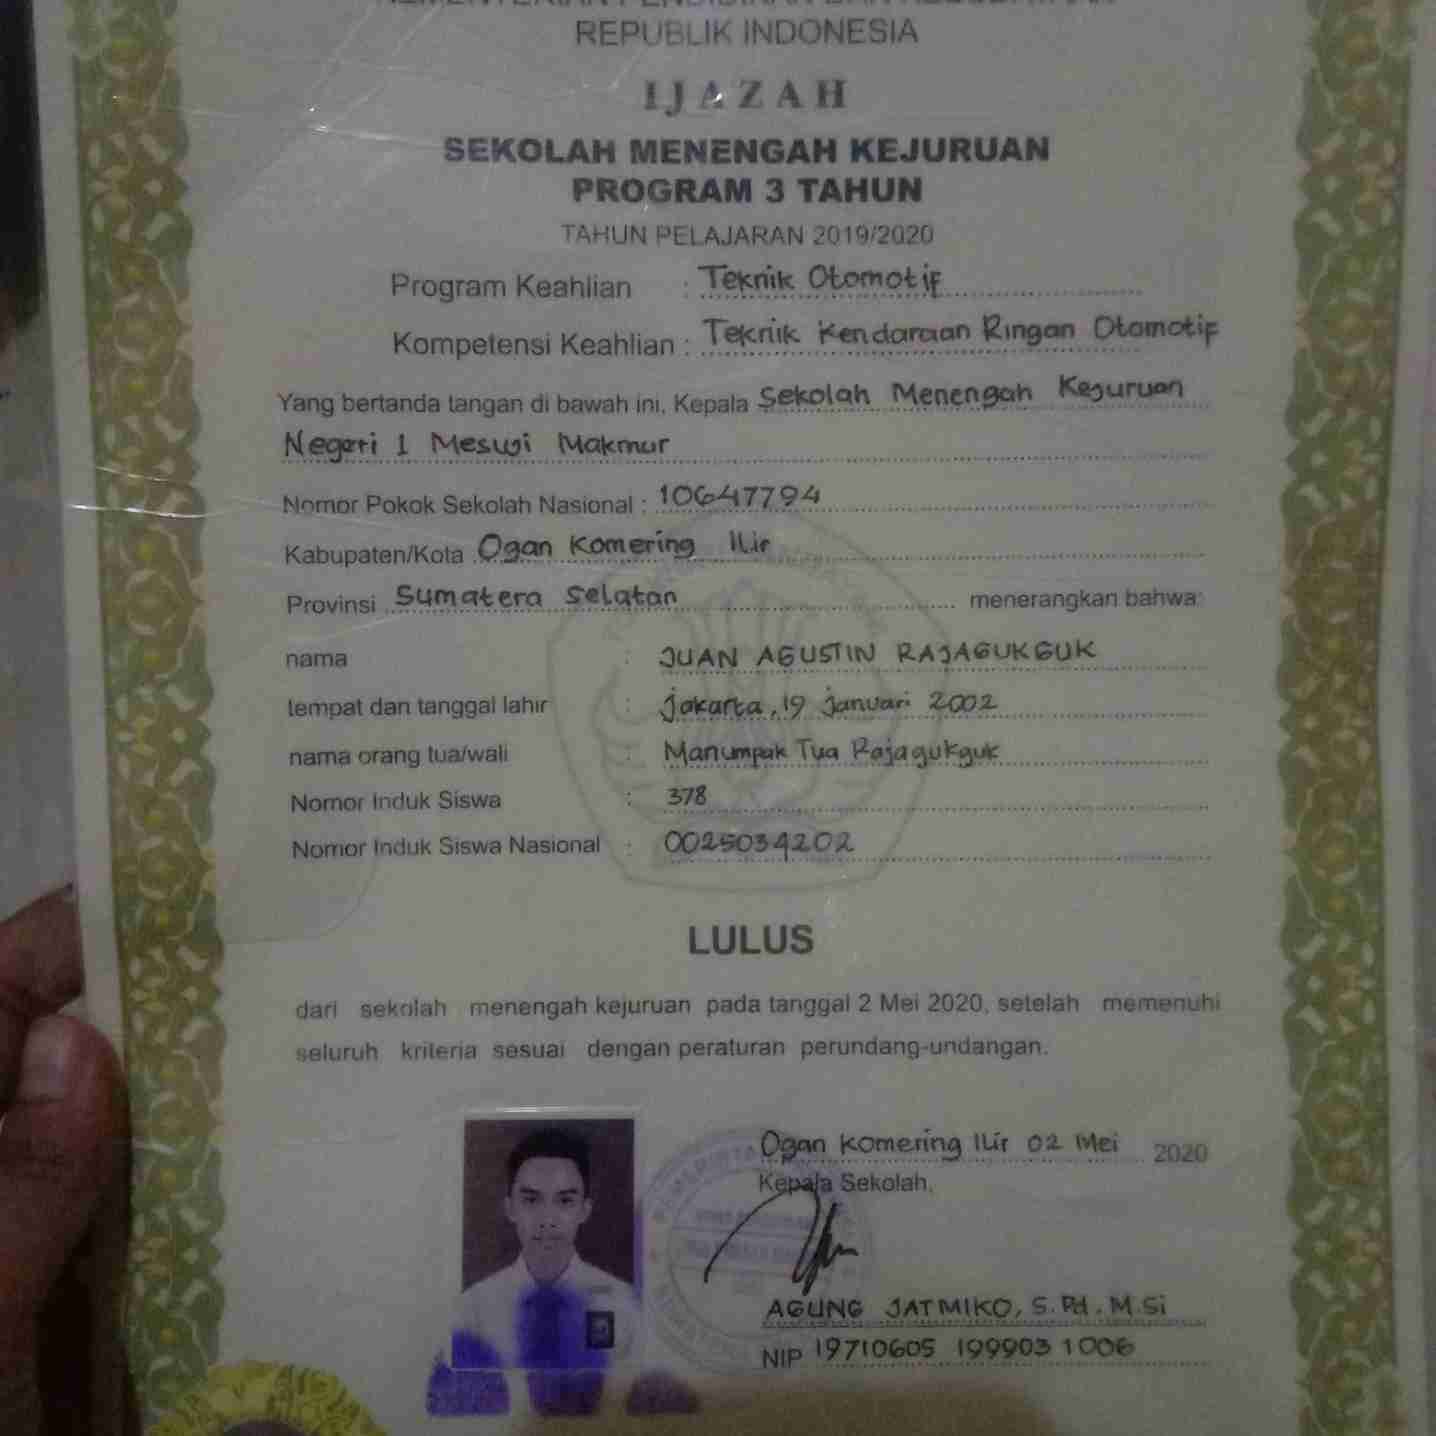 KEMENTERIAN PENDIDIKAN DAN KEBUDAYAAN
REPUBLIK INDONESIA
IJAZAH
SEKOLAH MENENGAH KEJURUAN
PROGRAM 3 TAHUN
TAHUN PELAJARAN 2019/2020
Program Keahlian : Teknik Otomotif
Kompetensi Keahlian : Teknik Kendaraan Ringan Otomotif
Yang bertanda tangan di bawah ini, Kepala Sekolah Menengah Kejuruan
Negeri 1 Mesuji Makmur
Nomor Pokok Sekolah Nasional : 10647794
Kabupaten/Kota Ogan Komering Ilir
Provinsi Sumatera Selatan menerangkan bahwa:
nama : JUAN AGUSTIN RAJAGUKGUK
tempat dan tanggal lahir : Jakarta, 19 Januari 2002
nama orang tua/wali : Manumpak Tua Rajagukguk
Nomor Induk Siswa : 378
Nomor Induk Siswa Nasional : 0025034202
LULUS
dari sekolah menengah kejuruan pada tanggal 2 Mei 2020, setelah memenuhi
seluruh kriteria sesuai dengan peraturan perundang-undangan.
Ogan Komering Ilir 02 Mei 2020
Kepala Sekolah,
AGUNG JATMIKO, S.Pd. M.Si
NIP 19710605 199903 1006